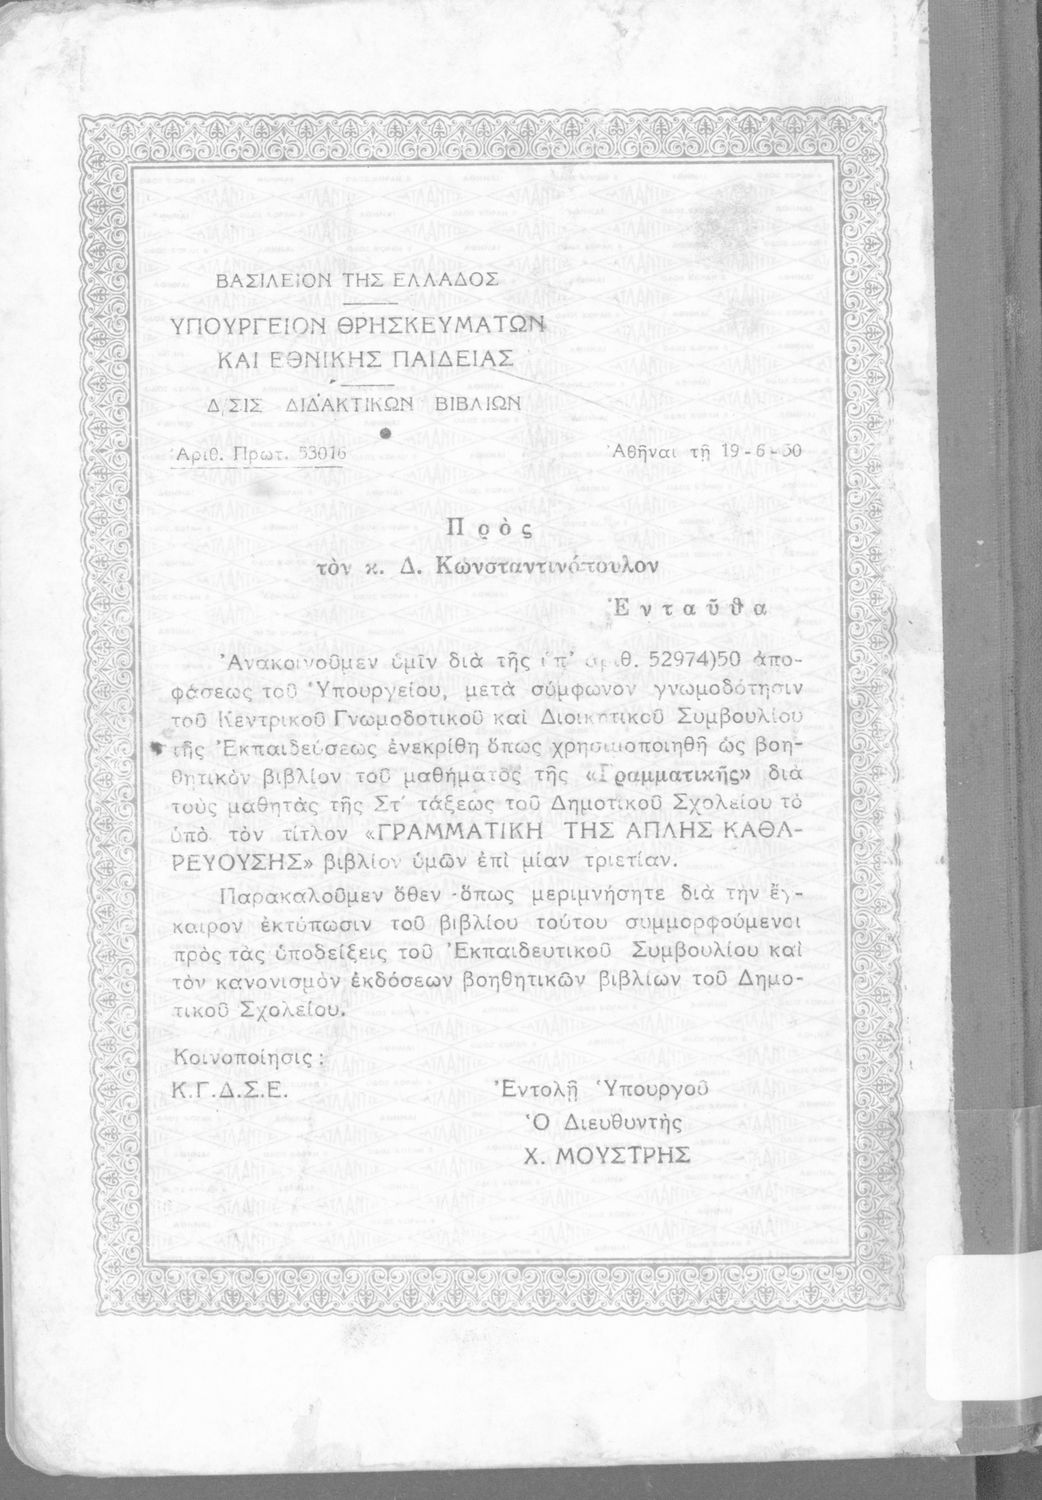 ΒΑΣΙΛΕΙΟΝ ΤΗΣ ΕΛΛΑΔΟΣ
ΥΠΟΥΡΓΕΙΟΝ ΘΡΗΣΚΕΥΜΑΤΩΝ
ΚΑΙ ΕΘΝΙΚΗΣ ΠΑΙΔΕΙΑΣ
Δ/ΣΙΣ ΔΙΔΑΚΤΙΚΩΝ ΒΙΒΛΙΩΝ
Ἀριθ. Πρωτ. 53016
Ἀθῆναι τῇ 19-6-50
Πρὸς
τὸν κ. Δ. Κωνσταντινόπουλον
Ἐνταῦθα
Ἀνακοινοῦμεν ὑμῖν διὰ τῆς ὑπ’ ἀριθ. 52974)50 ἀπο-
φάσεως τοῦ Ὑπουργείου, μετὰ σύμφωνον γνωμοδότησιν
τοῦ Κεντρικοῦ Γνωμοδοτικοῦ καὶ Διοικητικοῦ Συμβουλίου
τῆς Ἐκπαιδεύσεως ἐνεκρίθη ὅπως χρησιμοποιηθῇ ὡς βοη-
θητικὸν βιβλίον τοῦ μαθήματος τῆς «Γραμματικῆς» διὰ
τοὺς μαθητὰς τῆς Στ΄ τάξεως τοῦ Δημοτικοῦ Σχολείου τὸ
ὑπὸ τὸν τίτλον «ΓΡΑΜΜΑΤΙΚΗ ΤΗΣ ΑΠΛΗΣ ΚΑΘΑ-
ΡΕΥΟΥΣΗΣ» βιβλίον ὑμῶν ἐπὶ μίαν τριετίαν.
Παρακαλοῦμεν ὅθεν ὅπως μεριμνήσητε διὰ τὴν ἔγ-
καιρον ἐκτύπωσιν τοῦ βιβλίου τούτου συμμορφούμενοι
πρὸς τὰς ὑποδείξεις τοῦ Ἐκπαιδευτικοῦ Συμβουλίου καὶ
τὸν κανονισμὸν ἐκδόσεων βοηθητικῶν βιβλίων τοῦ Δημο-
τικοῦ Σχολείου.
Κοινοποίησις :
Κ.Γ.Δ.Σ.Ε.
Ἐντολῇ Ὑπουργοῦ
Ὁ Διευθυντὴς
Χ. ΜΟΥΣΤΡΗΣ